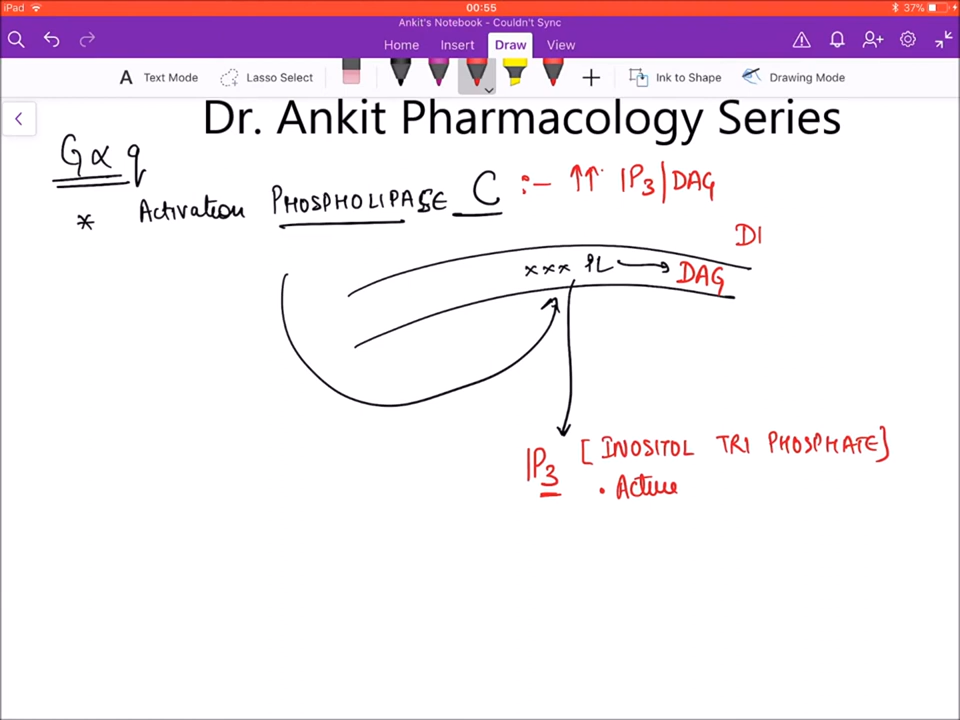 iPad 00:55 37%
Ankit's Notebook - Couldn't Sync
Home Insert Draw View
A Text Mode Lasso Select Ink to Shape Drawing Mode
Dr. Ankit Pharmacology Series
G∝q
* Activation PHOSPHOLIPASE C :- ↑↑ IP3/DAG
DI
xxx PL → DAG
IP3 [INOSITOL TRI PHOSPHATE]
• Active